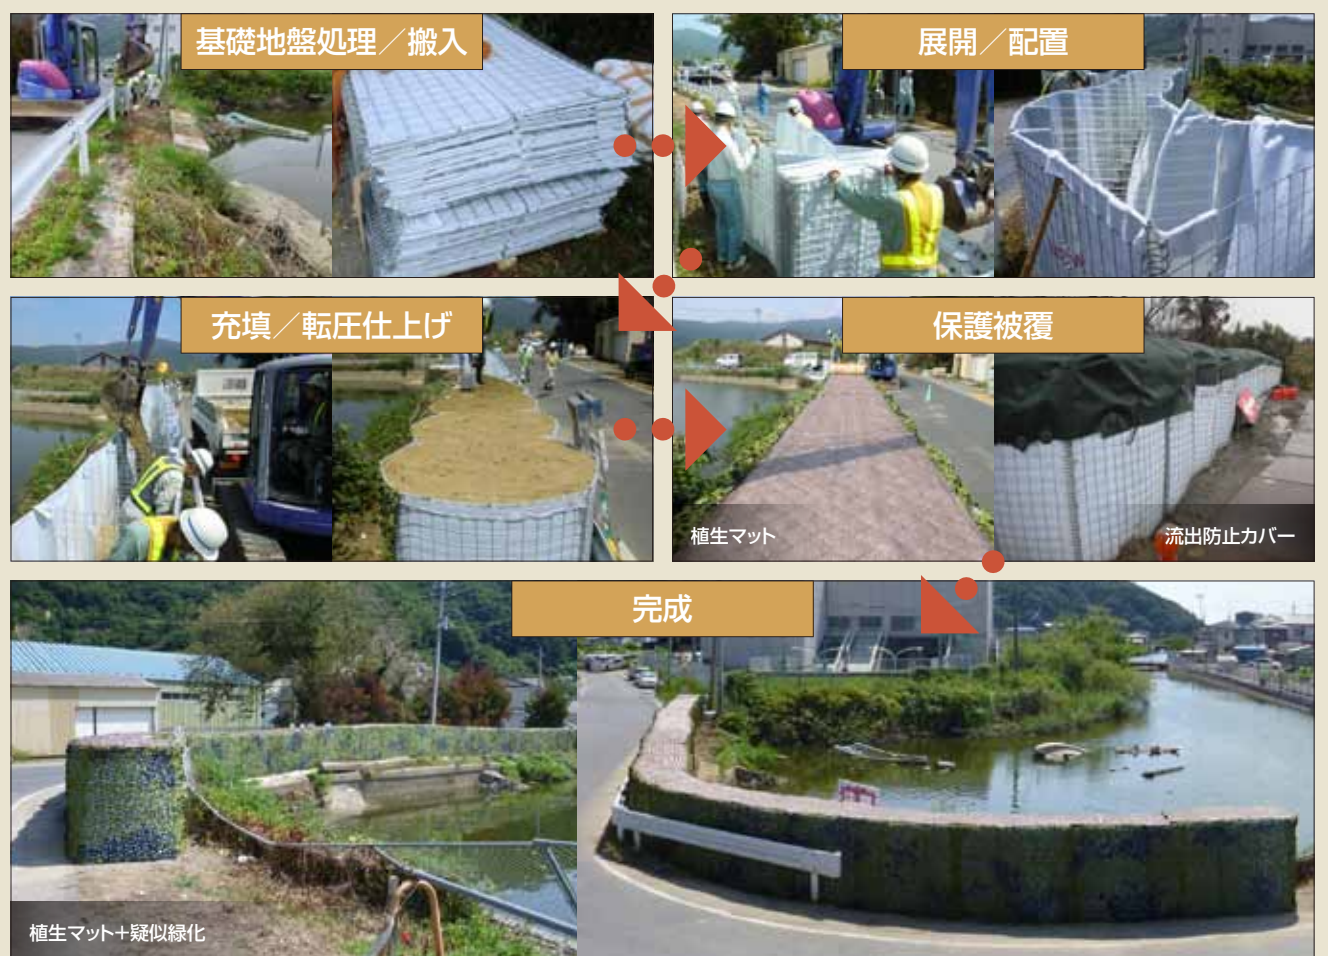 基礎地盤処理／搬入
展開／配置
充填／転圧仕上げ
保護被覆
植生マット
流出防止カバー
完成
植生マット＋疑似緑化